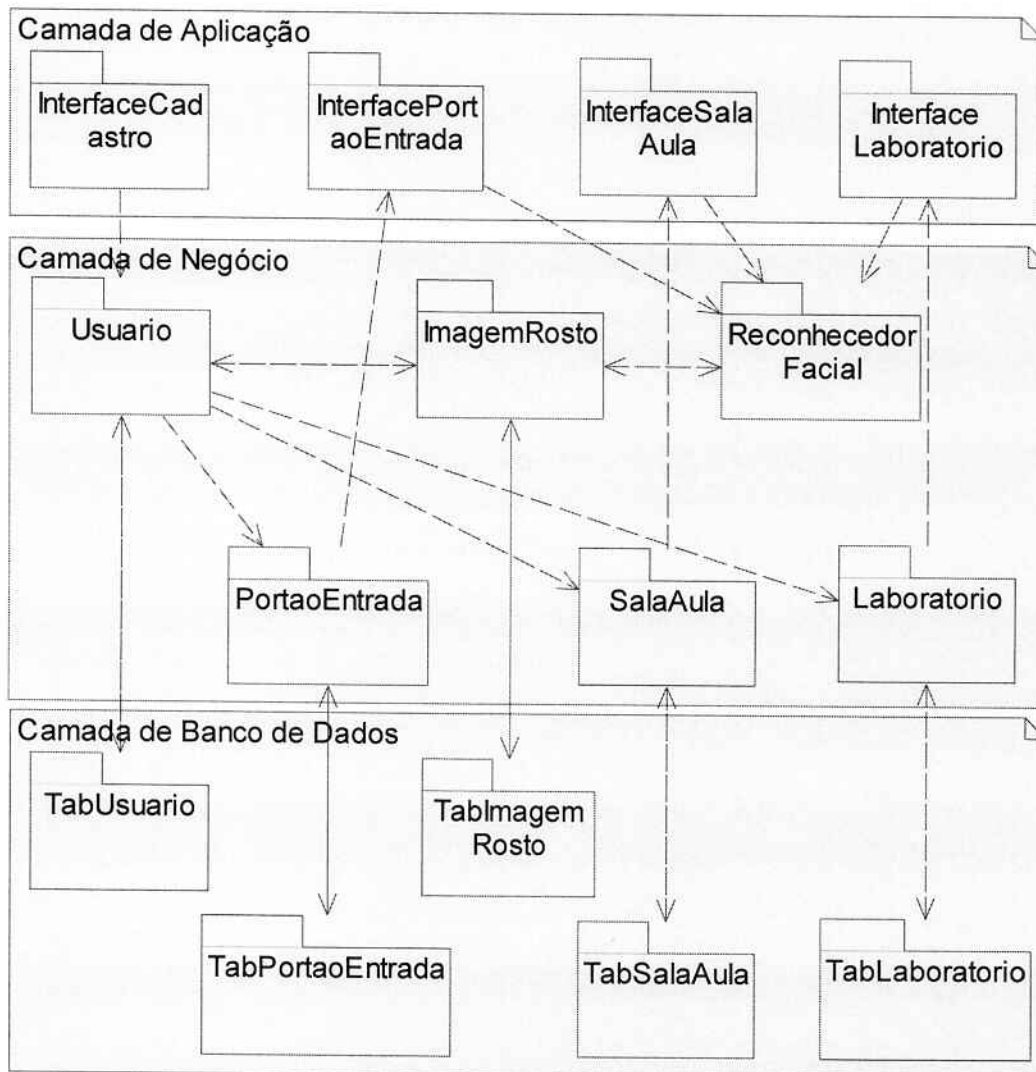 Camada de Aplicação
InterfaceCad
astro
InterfacePort
aoEntrada
InterfaceSala
Aula
Interface
Laboratorio
Camada de Negócio
Usuario
ImagemRosto
Reconhecedor
Facial
PortaoEntrada
SalaAula
Laboratorio
Camada de Banco de Dados
TabUsuario
TabImagem
Rosto
TabPortaoEntrada
TabSalaAula
TabLaboratorio